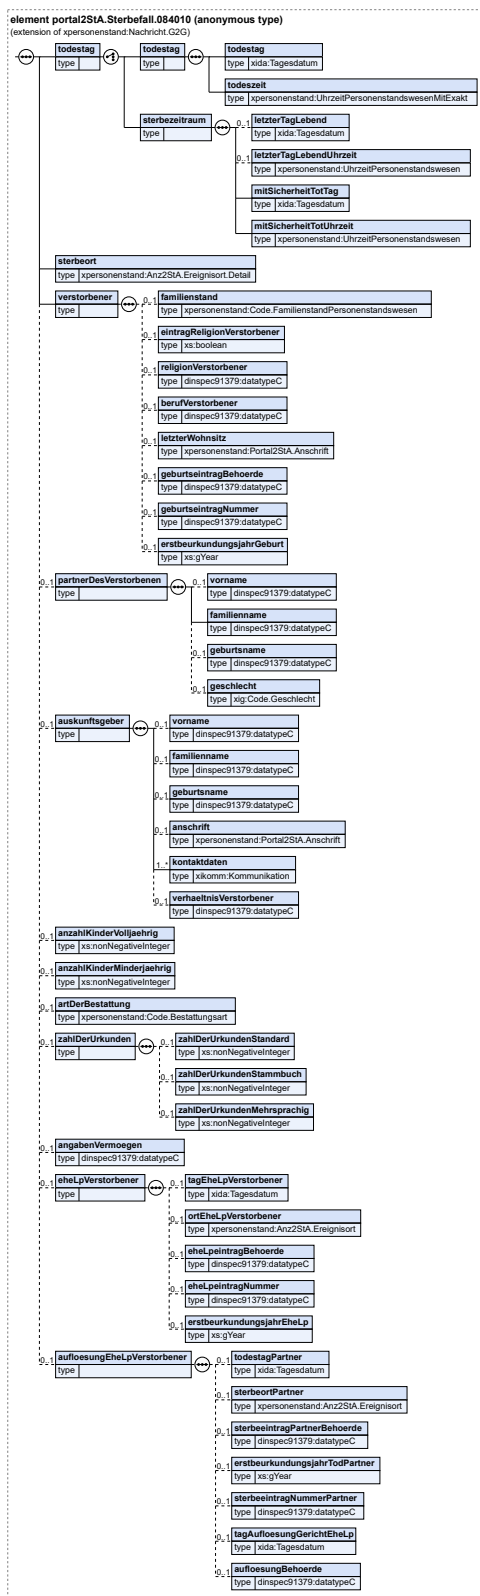 element portal2StA.Sterbefall.084010 (anonymous type)
(extension of xpersonenstand:Nachricht.G2G)
todestag
type
todestag
type
todestag
type xida:Tagesdatum
todeszeit
type xpersonenstand:UhrzeitPersonenstandswesenMitExakt
sterbezeitraum
type
0..1 letzterTagLebend
type xida:Tagesdatum
0..1 letzterTagLebendUhrzeit
type xpersonenstand:UhrzeitPersonenstandswesen
mitSicherheitTotTag
type xida:Tagesdatum
mitSicherheitTotUhrzeit
type xpersonenstand:UhrzeitPersonenstandswesen
sterbeort
type xpersonenstand:Anz2StA.Ereignisort.Detail
verstorbener
type
0..1 familienstand
type xpersonenstand:Code.FamilienstandPersonenstandswesen
0..1 eintragReligionVerstorbener
type xs:boolean
0..1 religionVerstorbener
type dinspec91379:datatypeC
0..1 berufVerstorbener
type dinspec91379:datatypeC
0..1 letzterWohnsitz
type xpersonenstand:Portal2StA.Anschrift
0..1 geburtseintragBehoerde
type dinspec91379:datatypeC
0..1 geburtseintragNummer
type dinspec91379:datatypeC
0..1 erstbeurkundungsjahrGeburt
type xs:gYear
0..1 partnerDesVerstorbenen
type
0..1 vorname
type dinspec91379:datatypeC
familienname
type dinspec91379:datatypeC
0..1 geburtsname
type dinspec91379:datatypeC
0..1 geschlecht
type xig:Code.Geschlecht
0..1 auskunftsgeber
type
0..1 vorname
type dinspec91379:datatypeC
0..1 familienname
type dinspec91379:datatypeC
0..1 geburtsname
type dinspec91379:datatypeC
0..1 anschrift
type xpersonenstand:Portal2StA.Anschrift
1..* kontaktdaten
type xikomm:Kommunikation
0..1 verhaeltnisVerstorbener
type dinspec91379:datatypeC
0..1 anzahlKinderVolljaehrig
type xs:nonNegativeInteger
0..1 anzahlKinderMinderjaehrig
type xs:nonNegativeInteger
0..1 artDerBestattung
type xpersonenstand:Code.Bestattungsart
0..1 zahlDerUrkunden
type
0..1 zahlDerUrkundenStandard
type xs:nonNegativeInteger
0..1 zahlDerUrkundenStammbuch
type xs:nonNegativeInteger
0..1 zahlDerUrkundenMehrsprachig
type xs:nonNegativeInteger
0..1 angabenVermoegen
type dinspec91379:datatypeC
0..1 eheLpVerstorbener
type
0..1 tagEheLpVerstorbener
type xida:Tagesdatum
0..1 ortEheLpVerstorbener
type xpersonenstand:Anz2StA.Ereignisort
0..1 eheLpeintragBehoerde
type dinspec91379:datatypeC
0..1 eheLpeintragNummer
type dinspec91379:datatypeC
0..1 erstbeurkundungsjahrEheLp
type xs:gYear
0..1 aufloesungEheLpVerstorbener
type
0..1 todestagPartner
type xida:Tagesdatum
0..1 sterbeortPartner
type xpersonenstand:Anz2StA.Ereignisort
0..1 sterbeeintragPartnerBehoerde
type dinspec91379:datatypeC
0..1 erstbeurkundungsjahrTodPartner
type xs:gYear
0..1 sterbeeintragNummerPartner
type dinspec91379:datatypeC
0..1 tagAufloesungGerichtEheLp
type xida:Tagesdatum
0..1 aufloesungBehoerde
type dinspec91379:datatypeC